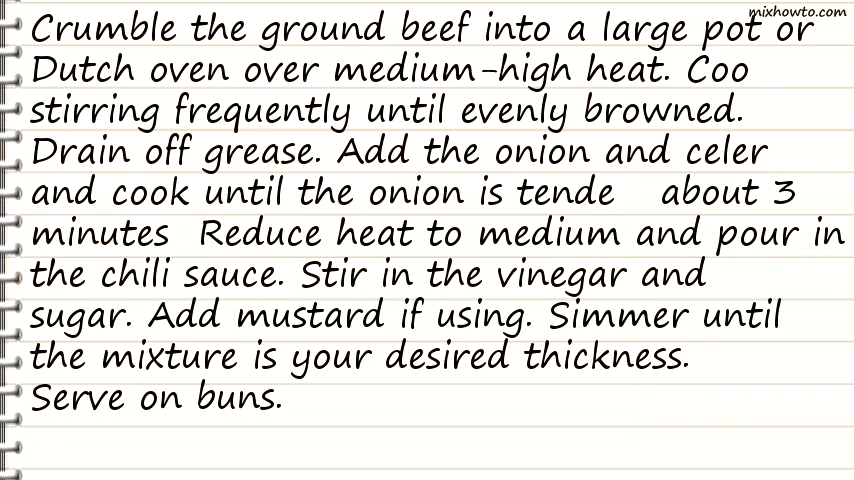 mixhowto.com
Crumble the ground beef into a large pot or
Dutch oven over medium-high heat. Coo
stirring frequently until evenly browned.
Drain off grease. Add the onion and celer
and cook until the onion is tende about 3
minutes Reduce heat to medium and pour in
the chili sauce. Stir in the vinegar and
sugar. Add mustard if using. Simmer until
the mixture is your desired thickness.
Serve on buns.